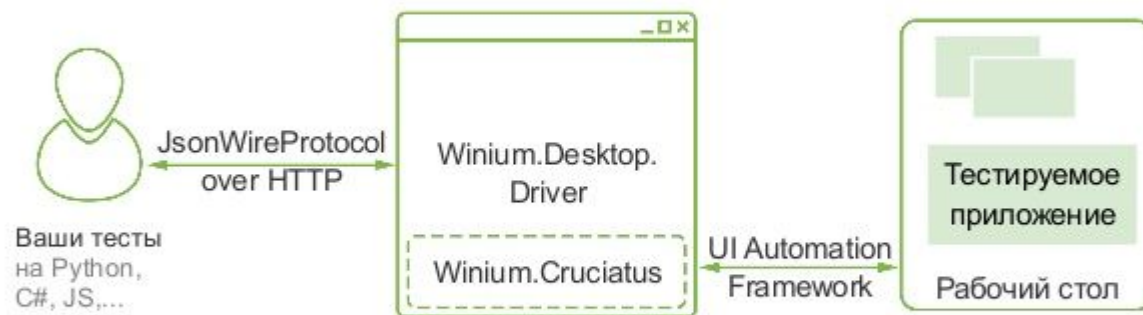 JsonWireProtocol
over HTTP
Ваши тесты
на Python,
C#, JS,...
Winium.Desktop.
Driver
Winium.Cruciatus
UI Automation
Framework
Тестируемое
приложение
Рабочий стол